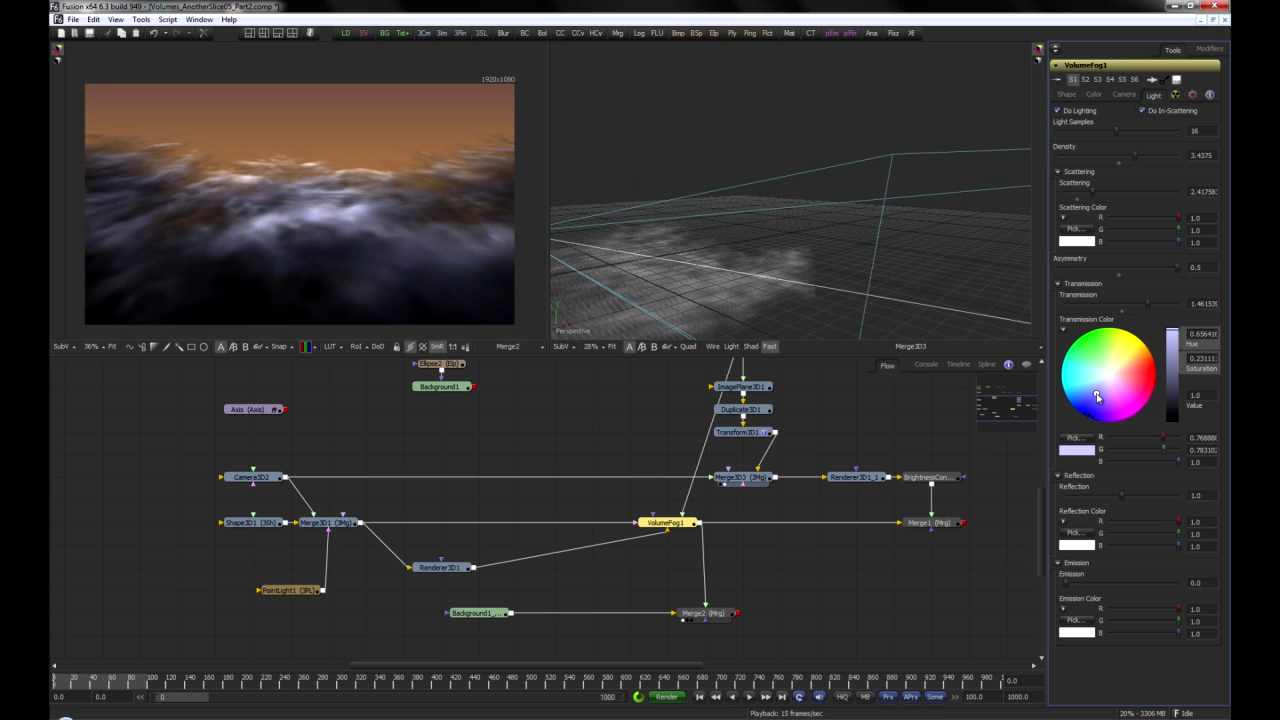 Fusion x64 6.3 build 949 - [Volumes_AnotherSlice05_Part2.comp *]
File Edit View Tools Script Window Help
LD SV BG Txt+ 3Cm 3Im 3Rn 3SL Blur BC Bol CC CCv HCv Mrg Log FLU Bmp BSp Elp Ply Rng Rct Mat CT pEm pRn Ana Raz XF
Tools Modifiers
VolumeFog1
S1 S2 S3 S4 S5 S6
Shape Color Camera Light
Do Lighting Do In-Scattering
Light Samples
16
Density
3.4375
Scattering
Scattering
2.41758
Scattering Color
R 1.0
Pick... G 1.0
B 1.0
Asymmetry
0.5
Transmission
Transmission
1.46153
Transmission Color
0.65641
Hue
0.23111
Saturation
1.0
Value
Pick... R 0.76888
G 0.78310
B 1.0
Reflection
Reflection
1.0
Reflection Color
R 1.0
Pick... G 1.0
B 1.0
Emission
Emission
0.0
Emission Color
R 1.0
Pick... G 1.0
B 1.0
1920x1080
Perspective
SubV 36% Fit A B B Snap LUT RoI DoD SmR 1:1 Merge2
SubV 28% Fit A B B Quad Wire Light Shad Fast Merge3D3
Flow Console Timeline Spline
Ellipse2 (Elp)
Background1
ImagePlane3D1
Axis (Axis)
Duplicate3D1
Transform3D1
Camera3D2
Merge3D3 (3Mg)
Renderer3D1_1
BrightnessCon...
Shape3D1 (3Sh)
Merge3D1 (3Mg)
VolumeFog1
Merge1 (Mrg)
Renderer3D1
PointLight1 (3PL)
Background1_...
Merge2 (Mrg)
20 40 60 80 100 120 140 160 180 200 220 240 260 280 300 320 340 360 380 400 420 440 460 480 500 520 540 560 580 600 620 640 660 680 700 720 740 760 780 800 820 840 860 880 900 920 940 960 980 0.0
0.0 0.0 << 0 1000 Render HiQ MB Prx APrx Some >> 100.0 1000.0
Playback: 15 frames/sec
20% - 3306 MB Idle